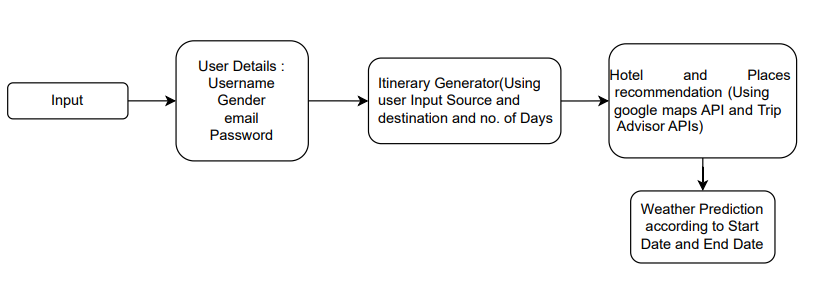 Input
User Details :
Username
Gender
email
Password
Itinerary Generator(Using
user Input Source and
destination and no. of Days
Hotel and Places
recommendation (Using
google maps API and Trip
Advisor APIs)
Weather Prediction
according to Start
Date and End Date